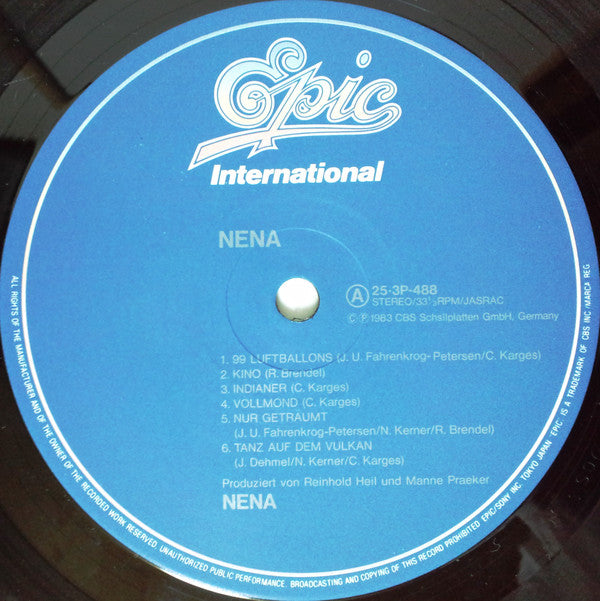 Epic
International
NENA
A 25·3P-488
STEREO/33⅓RPM/JASRAC
Ⓒ Ⓟ 1983 CBS Schallplatten GmbH, Germany
1. 99 LUFTBALLONS (J. U. Fahrenkrog-Petersen/C. Karges)
2. KINO (R. Brendel)
3. INDIANER (C. Karges)
4. VOLLMOND (C. Karges)
5. NUR GETRAUMT
(J. U. Fahrenkrog-Petersen/N. Kerner/R. Brendel)
6. TANZ AUF DEM VULKAN
(J. Dehmel/N. Kerner/C. Karges)
Produziert von Reinhold Heil und Manne Praeker
NENA
ALL RIGHTS OF THE MANUFACTURER AND OF THE OWNER OF THE RECORDED WORK RESERVED. UNAUTHORIZED PUBLIC PERFORMANCE. BROADCASTING AND COPYING OF THIS RECORD PROHIBITED EPIC/SONY INC. TOKYO JAPAN "EPIC" IS A TRADEMARK OF CBS INC./MARCA REG.